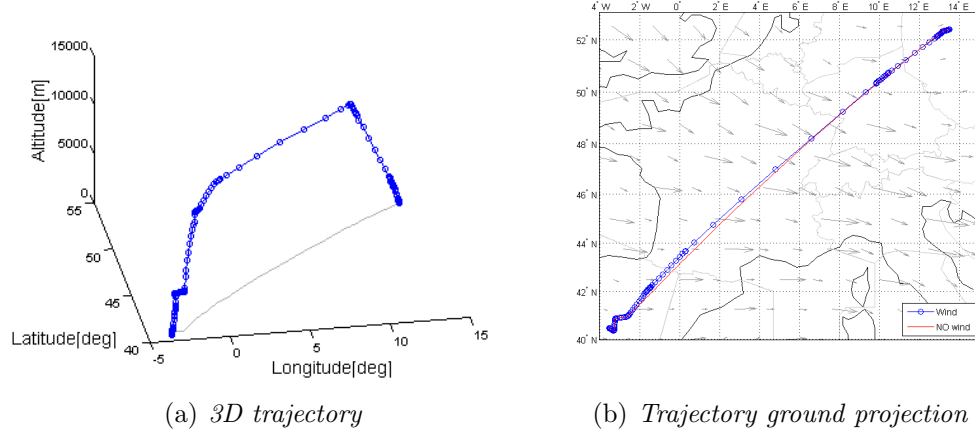 15000
10000
5000
0
55
50
45
40
Altitude[m]
Latitude[deg]
-5
0
5
10
15
Longitude[deg]
4° W
2° W
0°
2° E
4° E
6° E
8° E
10° E
12° E
14° E
52° N
50° N
48° N
46° N
44° N
42° N
40° N
Wind
NO wind
(a) 3D trajectory
(b) Trajectory ground projection